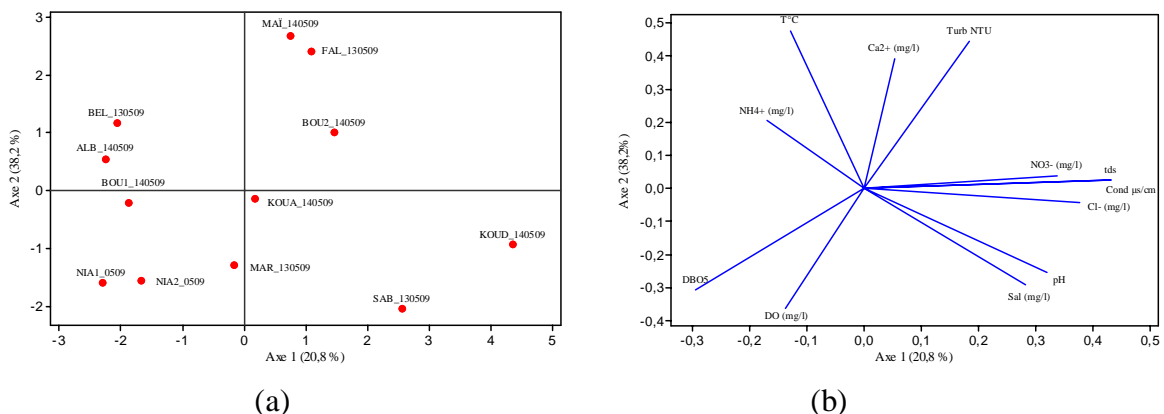 3
2
1
0
-1
-2
-3
-2
-1
0
1
2
3
4
5
Axe 2 (38,2 %)
Axe 1 (20,8 %)
MAÏ_140509
FAL_130509
BEL_130509
BOU2_140509
ALB_140509
BOU1_140509
KOUA_140509
KOUD_140509
MAR_130509
NIA1_0509
NIA2_0509
SAB_130509
(a)
0,5
0,4
0,3
0,2
0,1
0,0
-0,1
-0,2
-0,3
-0,4
-0,3
-0,2
-0,1
0,0
0,1
0,2
0,3
0,4
0,5
Axe 2 (38,2%)
Axe 1 (20,8 %)
T°C
Turb NTU
Ca2+ (mg/l)
NH4+ (mg/l)
NO3- (mg/l)
tds
Cond µs/cm
Cl- (mg/l)
DBO5
pH
Sal (mg/l)
DO (mg/l)
(b)